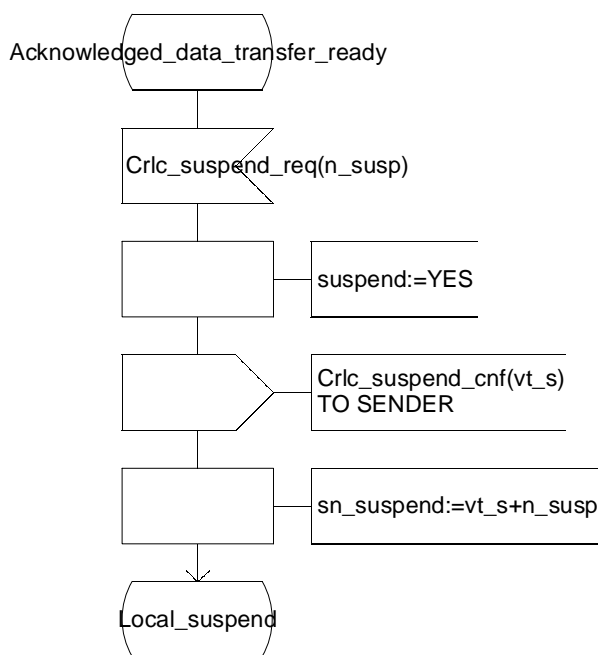 Acknowledged_data_transfer_ready
Crlc_suspend_req(n_susp)
suspend:=YES
Crlc_suspend_cnf(vt_s)
TO SENDER
sn_suspend:=vt_s+n_susp
Local_suspend